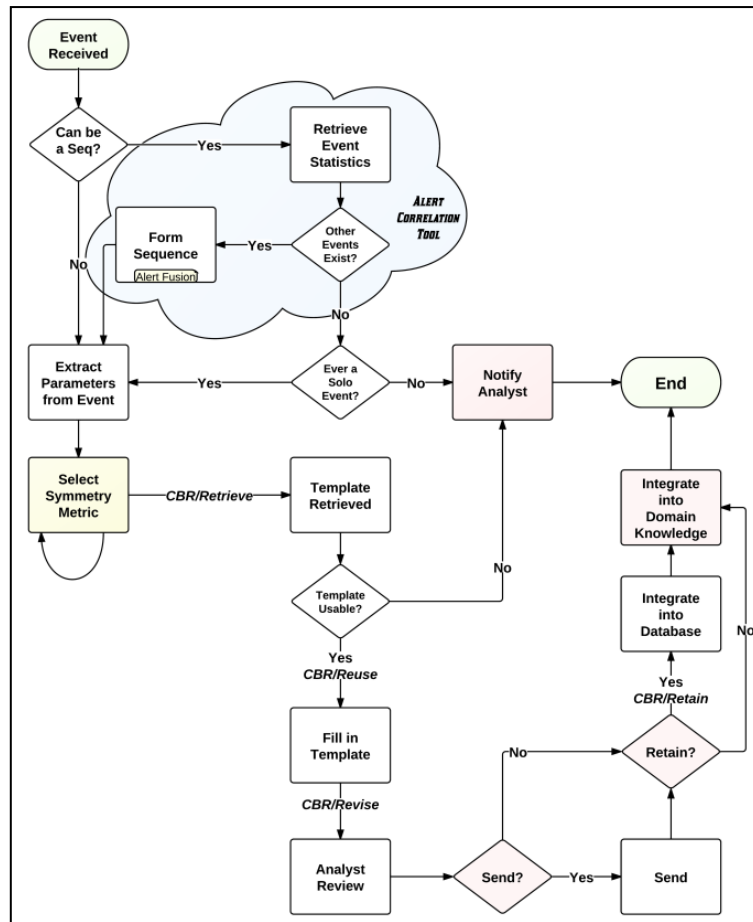 Event
Received
Can be
a Seq?
Yes
Retrieve
Event
Statistics
ALERT
CORRELATION
TOOL
Form
Sequence
Alert Fusion
Yes
Other
Events
Exist?
No
No
Extract
Parameters
from Event
Yes
Ever a
Solo
Event?
No
Notify
Analyst
End
Select
Symmetry
Metric
CBR/Retrieve
Template
Retrieved
Integrate
into
Domain
Knowledge
No
Template
Usable?
Integrate
into
Database
No
Yes
CBR/Reuse
Yes
CBR/Retain
Fill in
Template
No
Retain?
CBR/Revise
Analyst
Review
Send?
Yes
Send